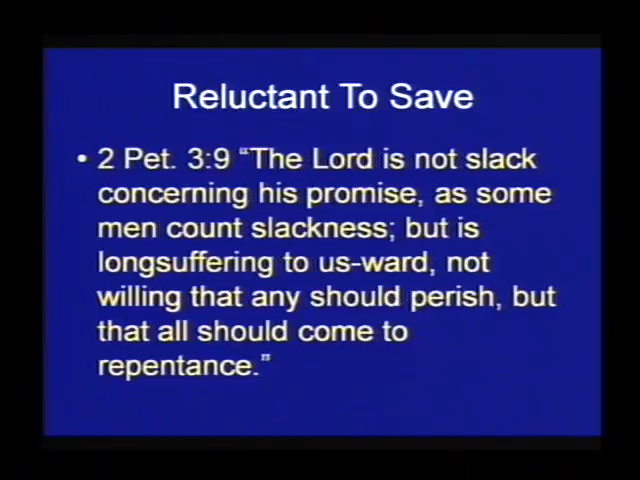 Reluctant To Save
• 2 Pet. 3:9 “The Lord is not slack
concerning his promise, as some
men count slackness; but is
longsuffering to us-ward, not
willing that any should perish, but
that all should come to
repentance.”